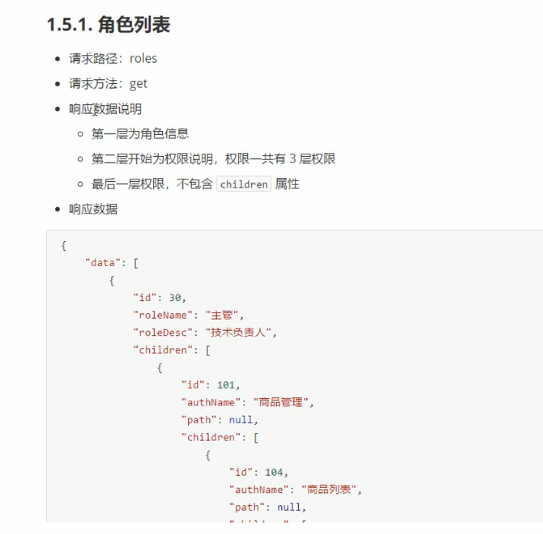 1.5.1. 角色列表
请求路径：roles
请求方法：get
响应数据说明
第一层为角色信息
第二层开始为权限说明，权限一共有 3 层权限
最后一层权限，不包含 children 属性
响应数据
{
"data": [
{
"id": 30,
"roleName": "主管",
"roleDesc": "技术负责人",
"children": [
{
"id": 101,
"authName": "商品管理",
"path": null,
"children": [
{
"id": 104,
"authName": "商品列表",
"path": null,
"children": [